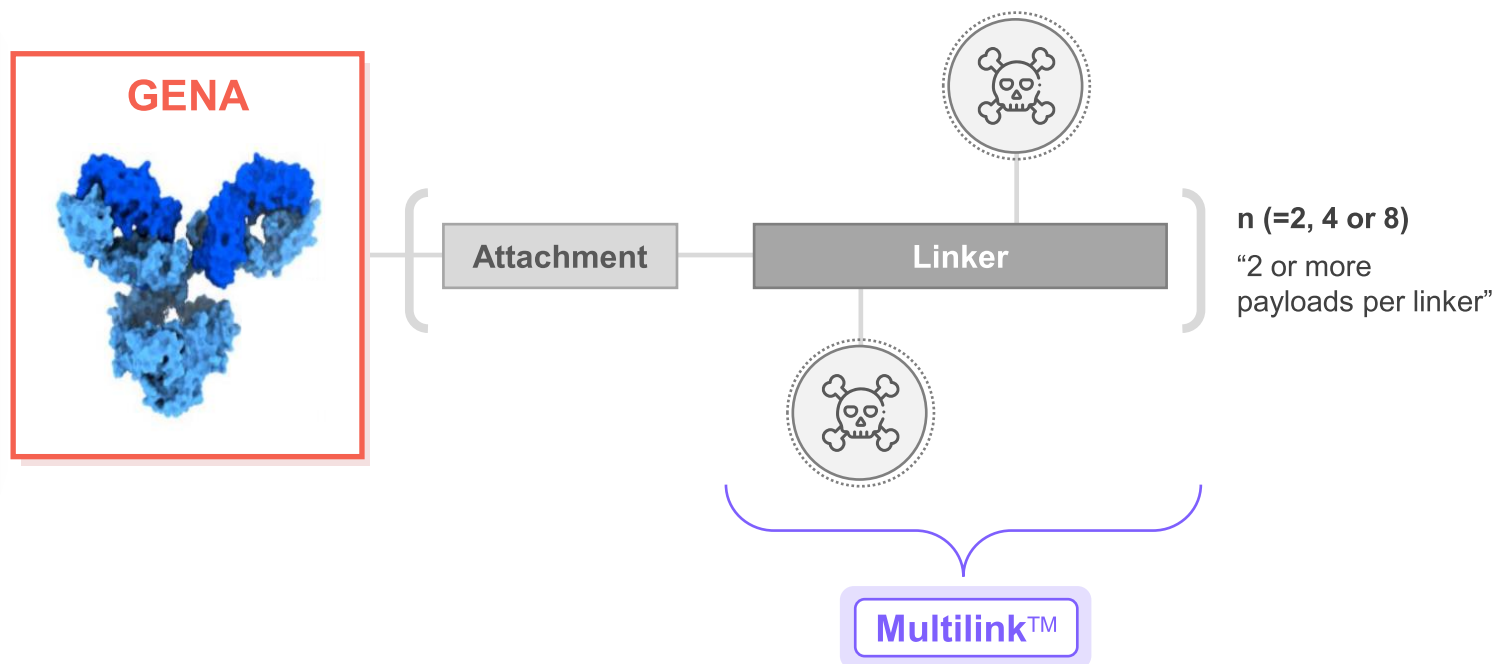 GENA
Attachment
Linker
n (=2, 4 or 8)
“2 or more
payloads per linker”
Multilink™